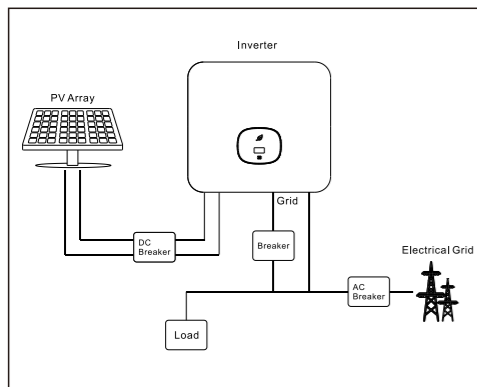 Inverter
PV Array
Grid
DC
Breaker
Breaker
Electrical Grid
AC
Breaker
Load